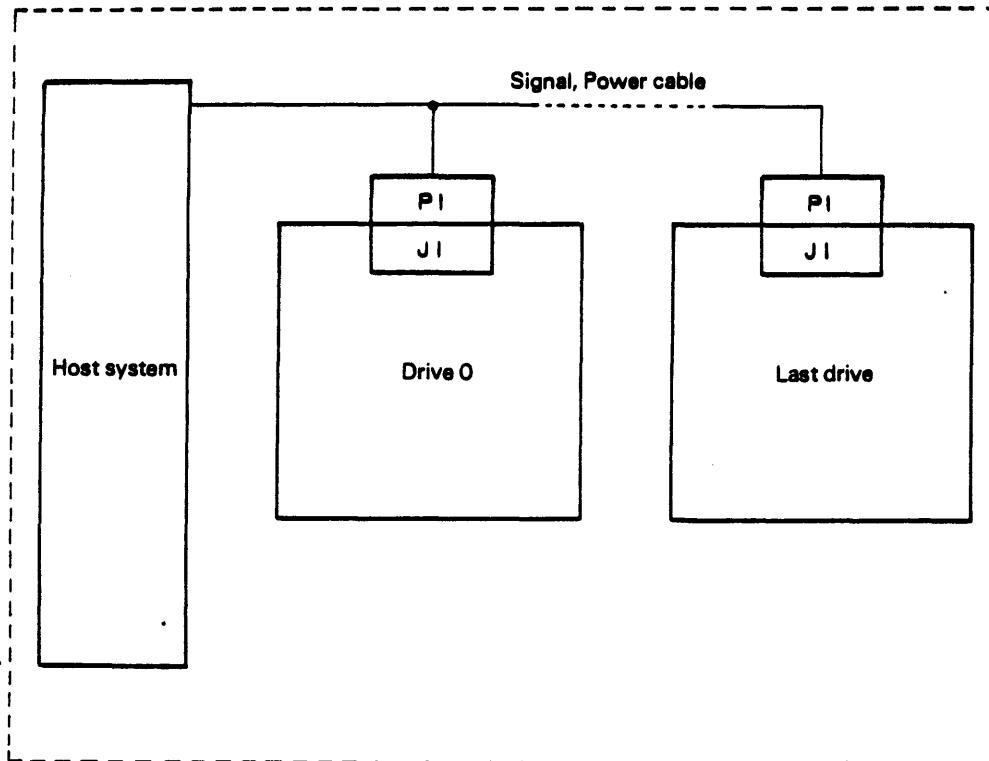 Signal, Power cable
P1
J1
P1
J1
Host system
Drive 0
Last drive